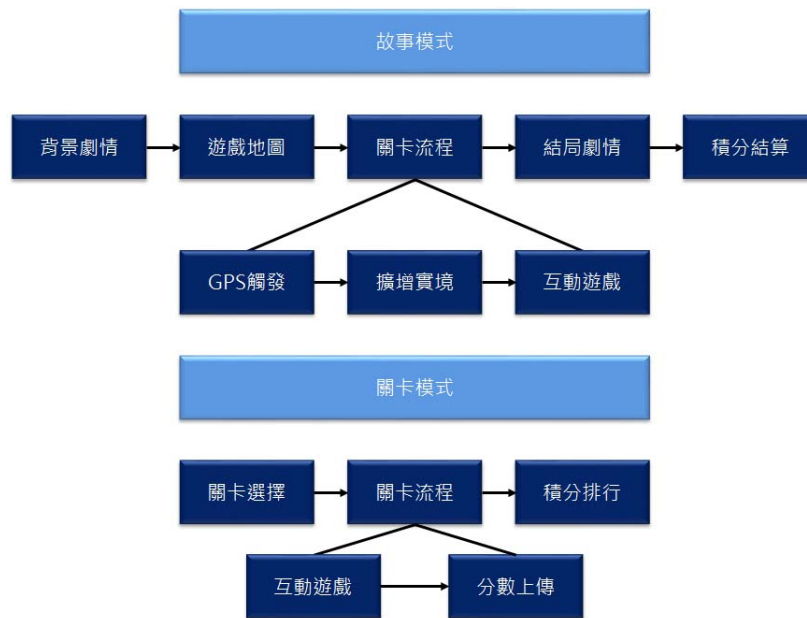 故事模式
背景劇情
遊戲地圖
關卡流程
結局劇情
積分結算
GPS觸發
擴增實境
互動遊戲
關卡模式
關卡選擇
關卡流程
積分排行
互動遊戲
分數上傳